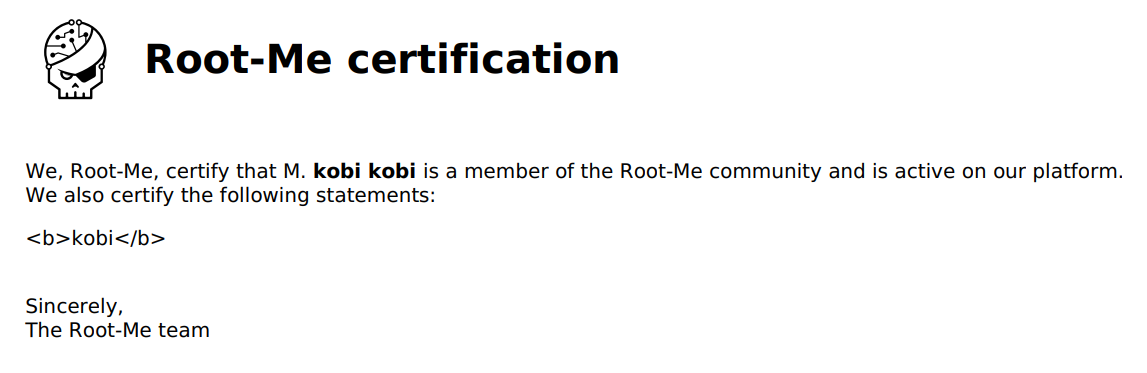 Root-Me certification
We, Root-Me, certify that M. kobi kobi is a member of the Root-Me community and is active on our platform.
We also certify the following statements:
<b>kobi</b>
Sincerely,
The Root-Me team